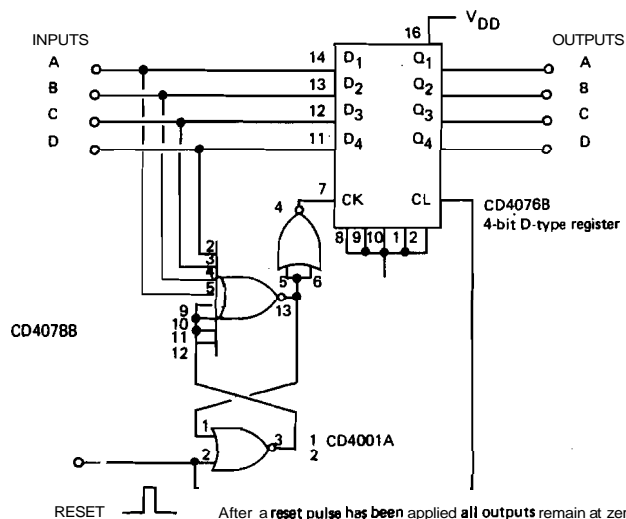 V_DD
16
INPUTS
OUTPUTS
A 14 D1 Q1 A
B 13 D2 Q2 B
C 12 D3 Q3 C
D 11 D4 Q4 D
7 CK CL
4
CD4076B
4-bit D-type register
8 9 10 1 2
2
3
4
5
5 6
13
9
10
11
12
CD407BB
1
3
2
1 CD4001A
2
RESET After a reset pulse has been applied all outputs remain at zer